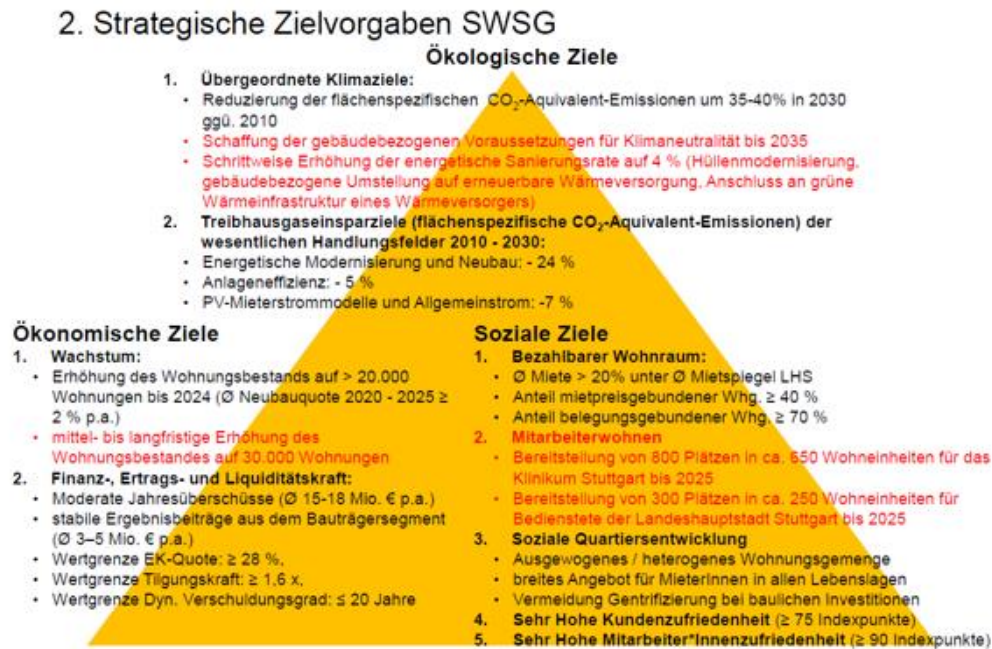 2. Strategische Zielvorgaben SWSG
Ökologische Ziele
1. Übergeordnete Klimaziele:
• Reduzierung der flächenspezifischen CO₂-Aquivalent-Emissionen um 35-40% in 2030
ggü. 2010
• Schaffung der gebäudebezogenen Voraussetzungen für Klimaneutralität bis 2035
• Schrittweise Erhöhung der energetische Sanierungsrate auf 4 % (Hüllenmodernisierung,
gebäudebezogene Umstellung auf erneuerbare Wärmeversorgung, Anschluss an grüne
Wärmeinfrastruktur eines Wärmeversorgers)
2. Treibhausgaseinsparziele (flächenspezifische CO₂-Aquivalent-Emissionen) der
wesentlichen Handlungsfelder 2010 - 2030:
• Energetische Modernisierung und Neubau: - 24 %
• Anlageneffizienz: - 5 %
• PV-Mieterstrommodelle und Allgemeinstrom: -7 %
Ökonomische Ziele
1. Wachstum:
• Erhöhung des Wohnungsbestands auf > 20.000
Wohnungen bis 2024 (Ø Neubauquote 2020 - 2025 ≥
2 % p.a.)
• mittel- bis langfristige Erhöhung des
Wohnungsbestandes auf 30.000 Wohnungen
2. Finanz-, Ertrags- und Liquiditätskraft:
• Moderate Jahresüberschüsse (Ø 15-18 Mio. € p.a.)
• stabile Ergebnisbeiträge aus dem Bauträgersegment
(Ø 3–5 Mio. € p.a.)
• Wertgrenze EK-Quote: ≥ 28 %,
• Wertgrenze Tilgungskraft: ≥ 1,6 x,
• Wertgrenze Dyn. Verschuldungsgrad: ≤ 20 Jahre
Soziale Ziele
1. Bezahlbarer Wohnraum:
• Ø Miete > 20% unter Ø Mietspiegel LHS
• Anteil mietpreisgebundener Whg. ≥ 40 %
• Anteil belegungsgebundener Whg. ≥ 70 %
2. Mitarbeiterwohnen
• Bereitstellung von 800 Plätzen in ca. 650 Wohneinheiten für das
Klinikum Stuttgart bis 2025
• Bereitstellung von 300 Plätzen in ca. 250 Wohneinheiten für
Bedienstete der Landeshauptstadt Stuttgart bis 2025
3. Soziale Quartiersentwicklung
• Ausgewogenes / heterogenes Wohnungsgemenge
• breites Angebot für MieterInnen in allen Lebenslagen
• Vermeidung Gentrifizierung bei baulichen Investitionen
4. Sehr Hohe Kundenzufriedenheit (≥ 75 Indexpunkte)
5. Sehr Hohe Mitarbeiter*Innenzufriedenheit (≥ 90 Indexpunkte)